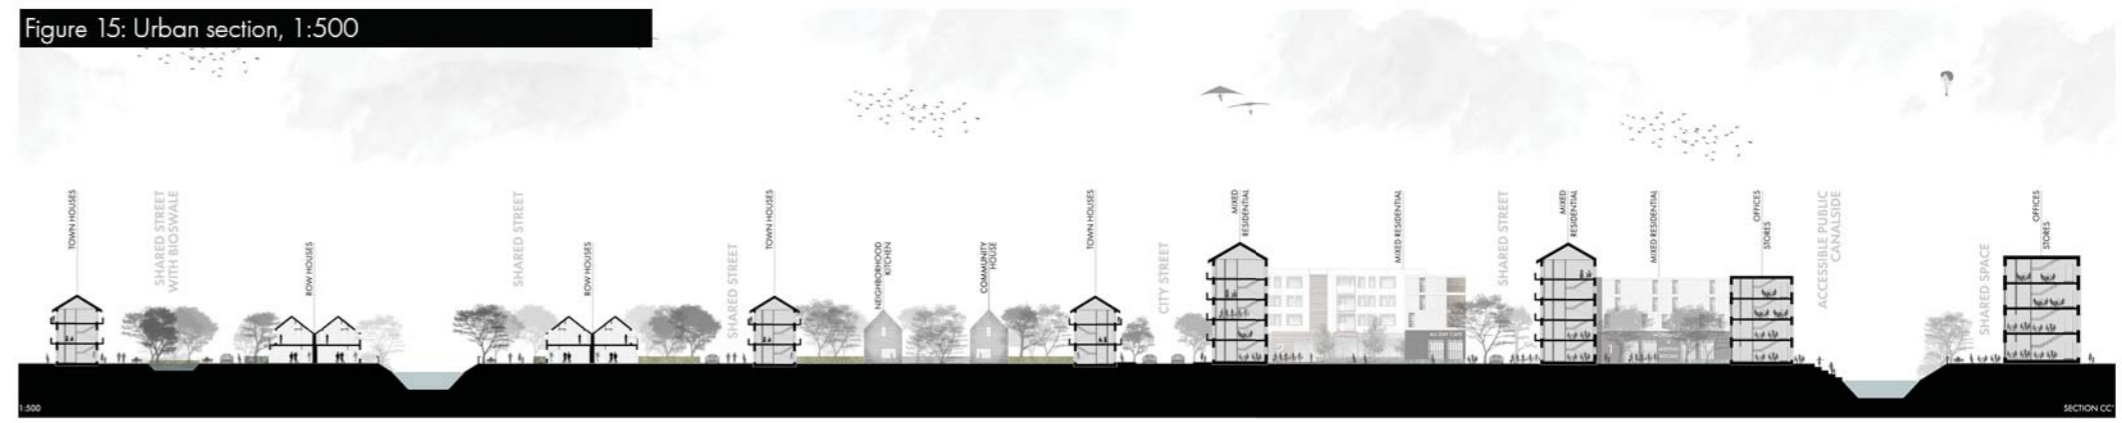 Figure 15: Urban section, 1:500
TOWN HOUSES
SHARED STREET
WITH BIOSWALE
ROW HOUSES
SHARED STREET
ROW HOUSES
SHARED STREET
TOWN HOUSES
NEIGHBORHOOD
KITCHEN
COMMUNITY
HOUSE
TOWN HOUSES
CITY STREET
MIXED
RESIDENTIAL
MIXED RESIDENTIAL
SHARED STREET
MIXED
RESIDENTIAL
MIXED RESIDENTIAL
OFFICES
STORES
ACCESSIBLE PUBLIC
CANALSIDE
SHARED SPACE
OFFICES
STORES
1:500
SECTION CC'